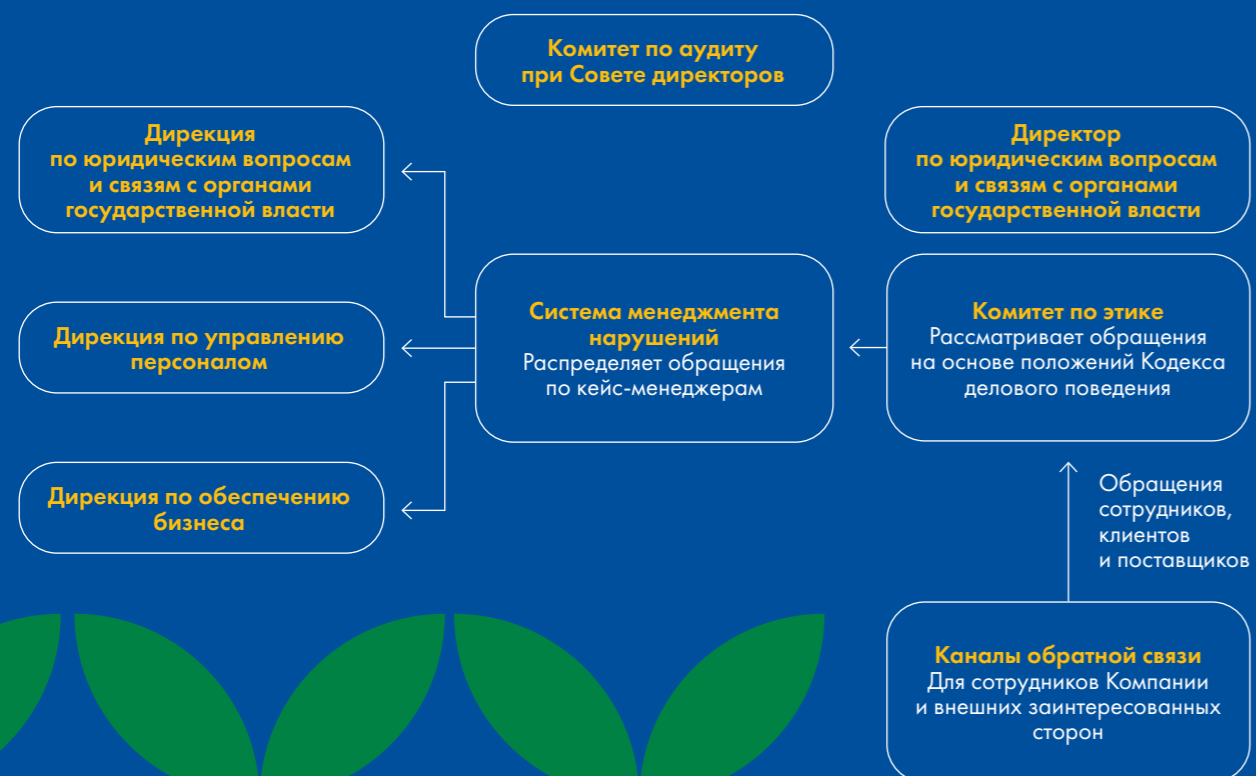 Комитет по аудиту
при Совете директоров
Дирекция
по юридическим вопросам
и связям с органами
государственной власти
Директор
по юридическим вопросам
и связям с органами
государственной власти
Система менеджмента
нарушений
Распределяет обращения
по кейс-менеджерам
Комитет по этике
Рассматривает обращения
на основе положений Кодекса
делового поведения
Дирекция по управлению
персоналом
Дирекция по обеспечению
бизнеса
Обращения
сотрудников,
клиентов
и поставщиков
Каналы обратной связи
Для сотрудников Компании
и внешних заинтересованных
сторон